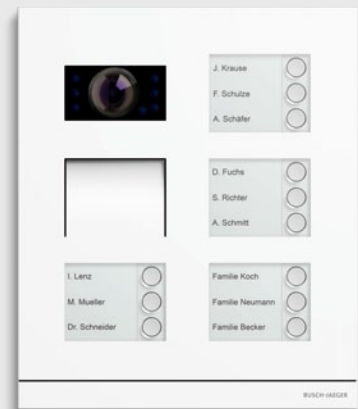 J. Krause
F. Schulze
A. Schäfer
D. Fuchs
S. Richter
A. Schmitt
I. Lenz
M. Mueller
Dr. Schneider
Familie Koch
Familie Neumann
Familie Becker
BUSCH-JAEGER